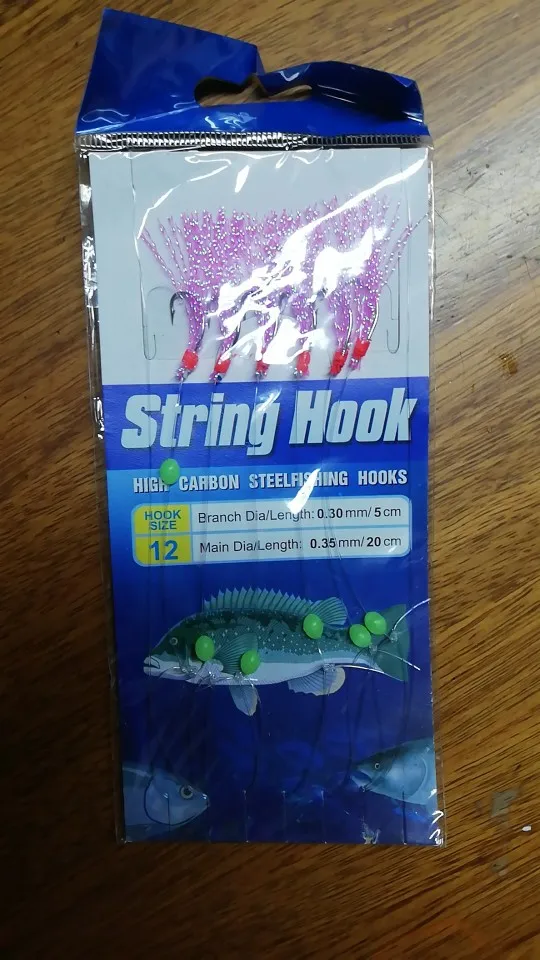 String Hook
HIGH CARBON STEELFISHING HOOKS
HOOK SIZE
12
Branch Dia/Length: 0.30 mm/ 5 cm
Main Dia/Length: 0.35 mm/ 20 cm